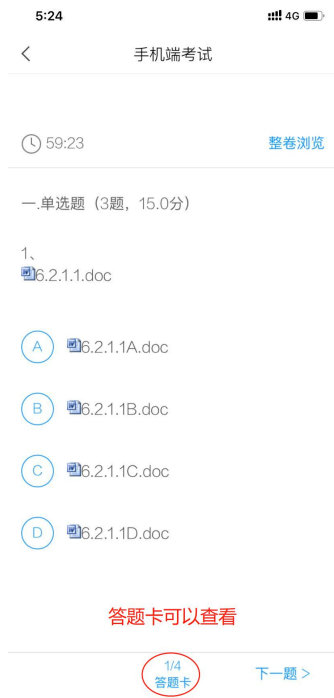 5:24
4G
手机端考试
59:23
整卷浏览
一.单选题（3题，15.0分）
1、
6.2.1.1.doc
A
6.2.1.1A.doc
B
6.2.1.1B.doc
C
6.2.1.1C.doc
D
6.2.1.1D.doc
答题卡可以查看
1/4
答题卡
下一题 >